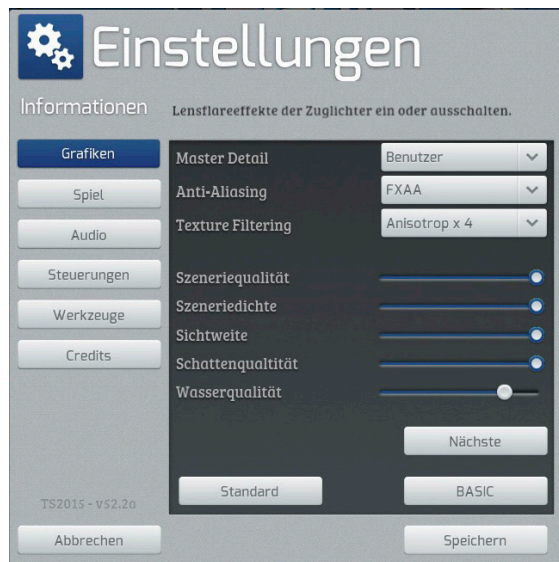 Einstellungen
Informationen
Lensflareeffekte der Zuglichter ein oder ausschalten.
Grafiken
Spiel
Audio
Steuerungen
Werkzeuge
Credits
Master Detail Benutzer
Anti-Aliasing FXAA
Texture Filtering Anisotrop x 4
Szeneriequalität
Szeneriedichte
Sichtweite
Schattenqualtität
Wasserqualität
Nächste
Standard BASIC
TS2015 - v52.2a
Abbrechen Speichern